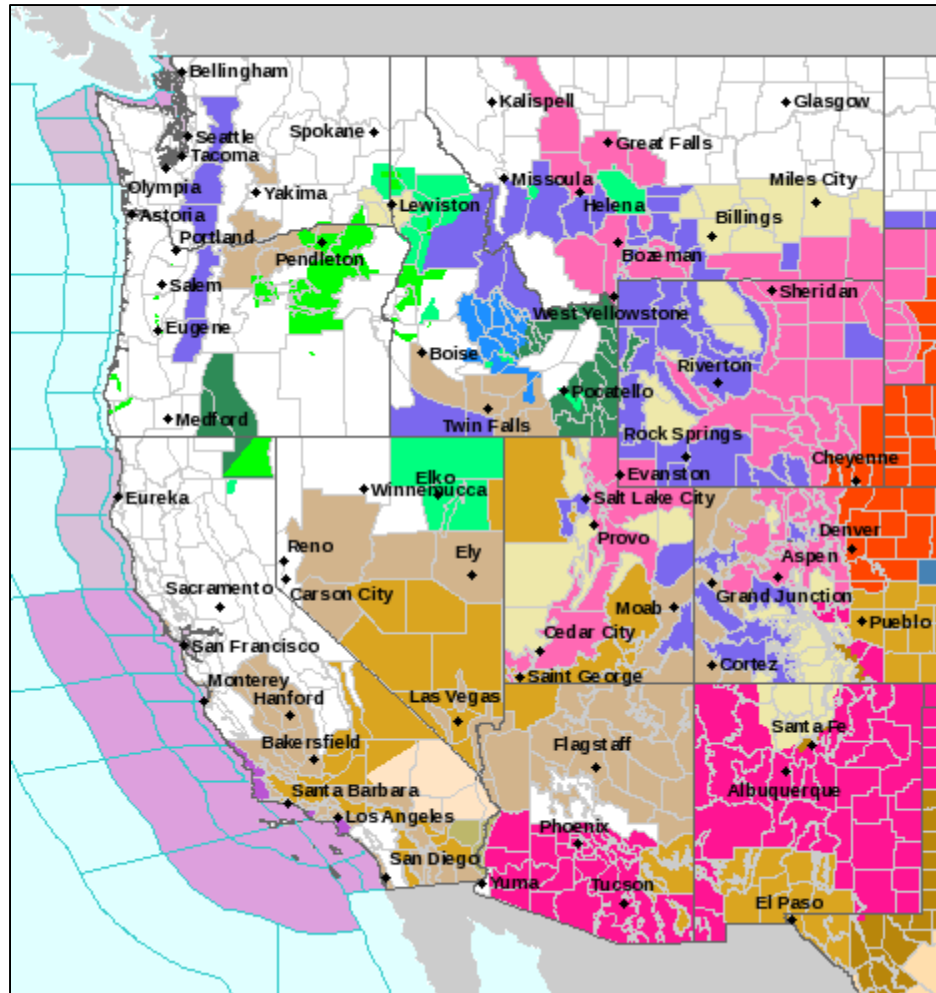 Bellingham
Kalispell
Glasgow
Spokane
Seattle
Great Falls
Tacoma
Olympia
Yakima
Missoula
Miles City
Lewiston
Helena
Astoria
Billings
Portland
Pendleton
Bozeman
Salem
Sheridan
West Yellowstone
Eugene
Boise
Riverton
Pocatello
Medford
Twin Falls
Rock Springs
Cheyenne
Evanston
Elko
Winnemucca
Eureka
Salt Lake City
Denver
Provo
Reno
Ely
Aspen
Carson City
Grand Junction
Sacramento
Moab
Pueblo
Cedar City
San Francisco
Cortez
Saint George
Monterey
Las Vegas
Hanford
Santa Fe
Flagstaff
Bakersfield
Albuquerque
Santa Barbara
Los Angeles
Phoenix
San Diego
Yuma
Tucson
El Paso